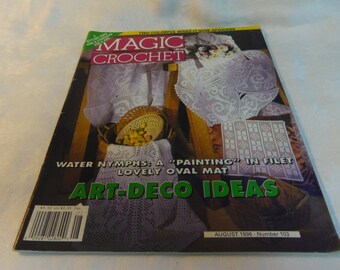 MAGIC
CROCHET
WATER NYMPHS: A "PAINTING" IN FILET
LOVELY OVAL MAT
ART-DECO IDEAS
AUGUST 1996 - Number 103